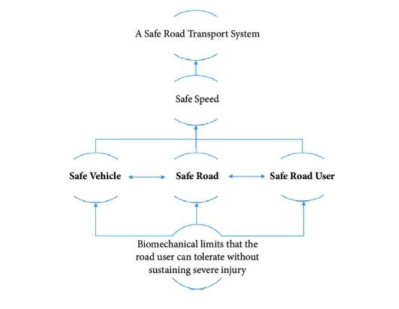 A Safe Road Transport System
Safe Speed
Safe Vehicle
Safe Road
Safe Road User
Biomechanical limits that the
road user can tolerate without
sustaining severe injury